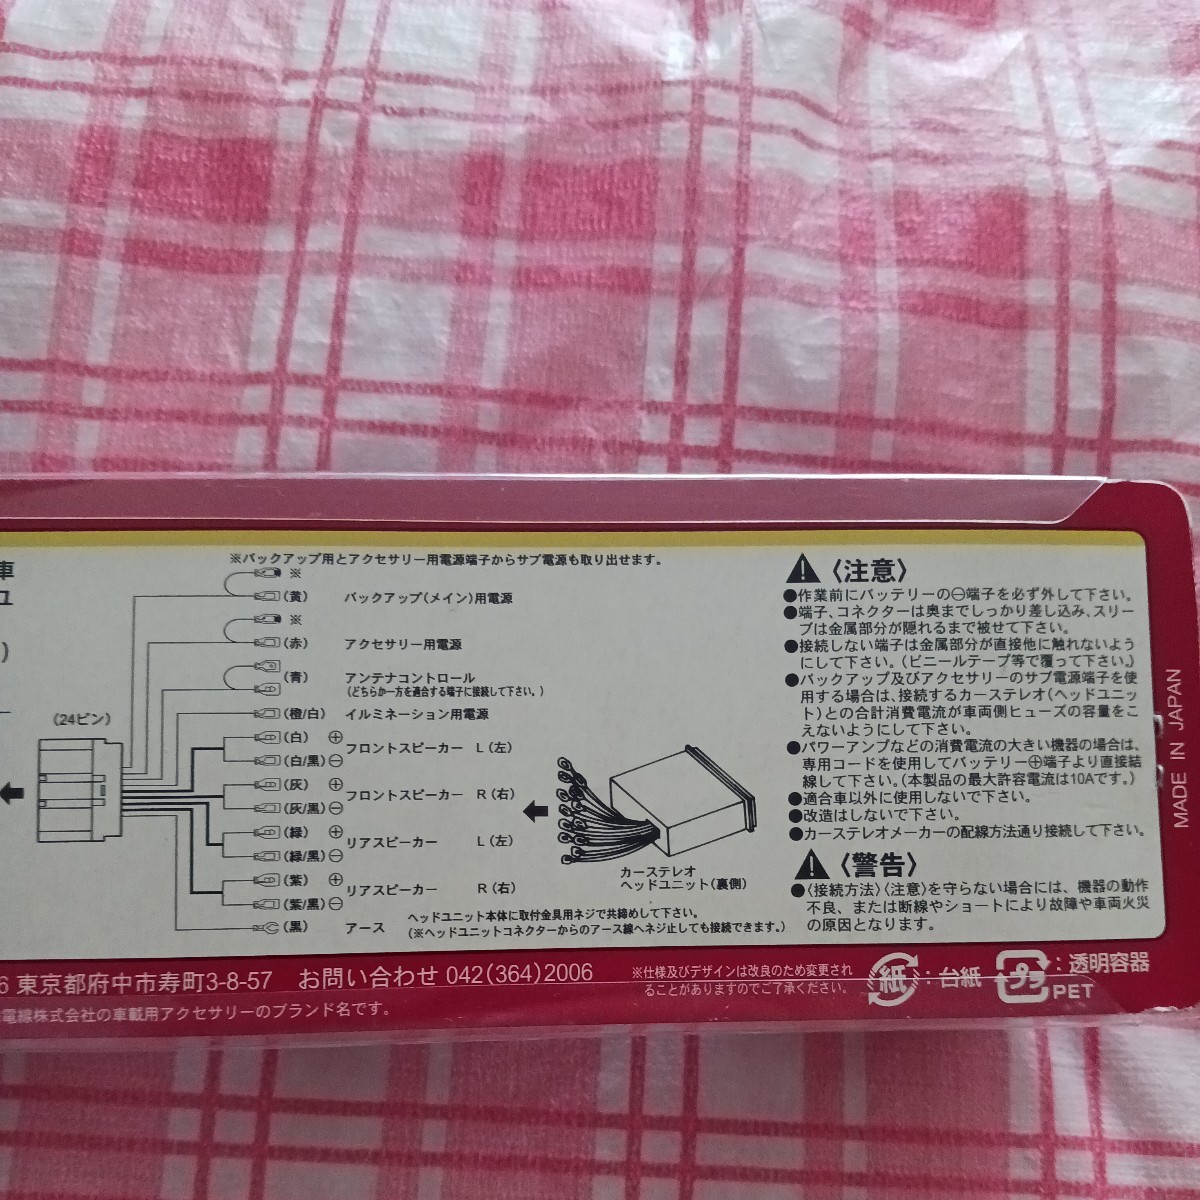 車
ユ
)
※バックアップ用とアクセサリー用電源端子からサブ電源も取り出せます。
※
(黄) バックアップ(メイン)用電源
※
(赤) アクセサリー用電源
(青) アンテナコントロール
(どちらか一方を適合する端子に接続して下さい。)
(橙/白) イルミネーション用電源
(24ピン)
(白) ⊕
フロントスピーカー L(左)
(白/黒) ⊖
(灰) ⊕
フロントスピーカー R(右)
(灰/黒) ⊖
(緑) ⊕
リアスピーカー L(左)
(緑/黒) ⊖
(紫) ⊕
リアスピーカー R(右)
(紫/黒) ⊖
(黒) アース
ヘッドユニット本体に取付金具用ネジで共締めして下さい。
(※ヘッドユニットコネクターからのアース線へネジ止しても接続できます。)
カーステレオ
ヘッドユニット(裏側)
〈注意〉
●作業前にバッテリーの⊖端子を必ず外して下さい。
●端子、コネクターは奥までしっかり差し込み、スリー
ブは金属部分が隠れるまで被せて下さい。
●接続しない端子は金属部分が直接他に触れないよう
にして下さい。(ビニールテープ等で覆って下さい。)
●バックアップ及びアクセサリーのサブ電源端子を使
用する場合は、接続するカーステレオ(ヘッドユニッ
ト)との合計消費電流が車両側ヒューズの容量をこ
えないようにして下さい。
●パワーアンプなどの消費電流の大きい機器の場合は、
専用コードを使用してバッテリー⊕端子より直接結
線して下さい。(本製品の最大許容電流は10Aです。)
●適合車以外に使用しないで下さい。
●改造はしないで下さい。
●カーステレオメーカーの配線方法通り接続して下さい。
〈警告〉
●〈接続方法〉〈注意〉を守らない場合には、機器の動作
不良、または断線やショートにより故障や車両火災
の原因となります。
MADE IN JAPAN
6 東京都府中市寿町3-8-57 お問い合わせ 042(364)2006
電線株式会社の車載用アクセサリーのブランド名です。
※仕様及びデザインは改良のため変更され
ることがありますのでご了承ください。
紙 : 台紙
プラ : 透明容器
PET